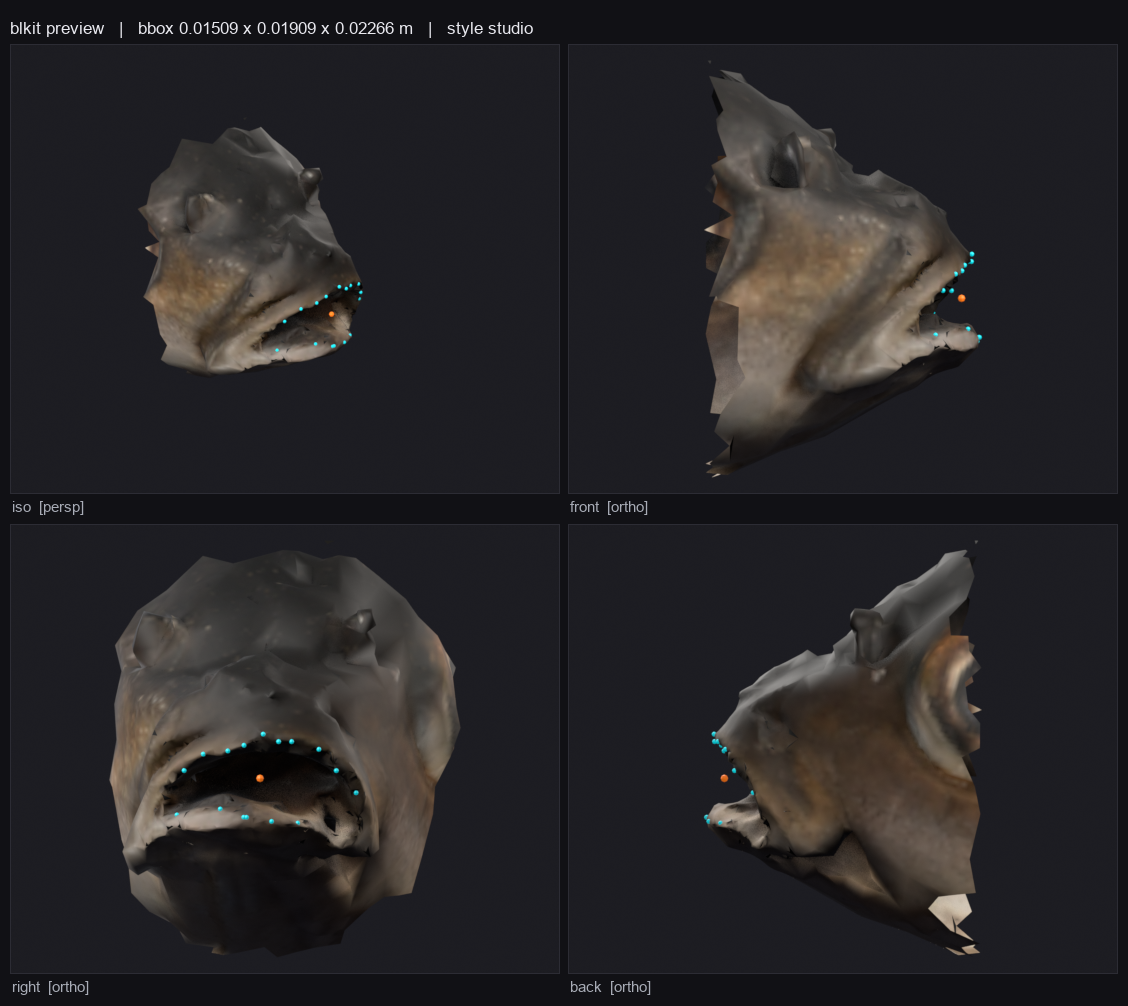 blkit preview | bbox 0.01509 x 0.01909 x 0.02266 m | style studio
iso [persp]
front [ortho]
right [ortho]
back [ortho]